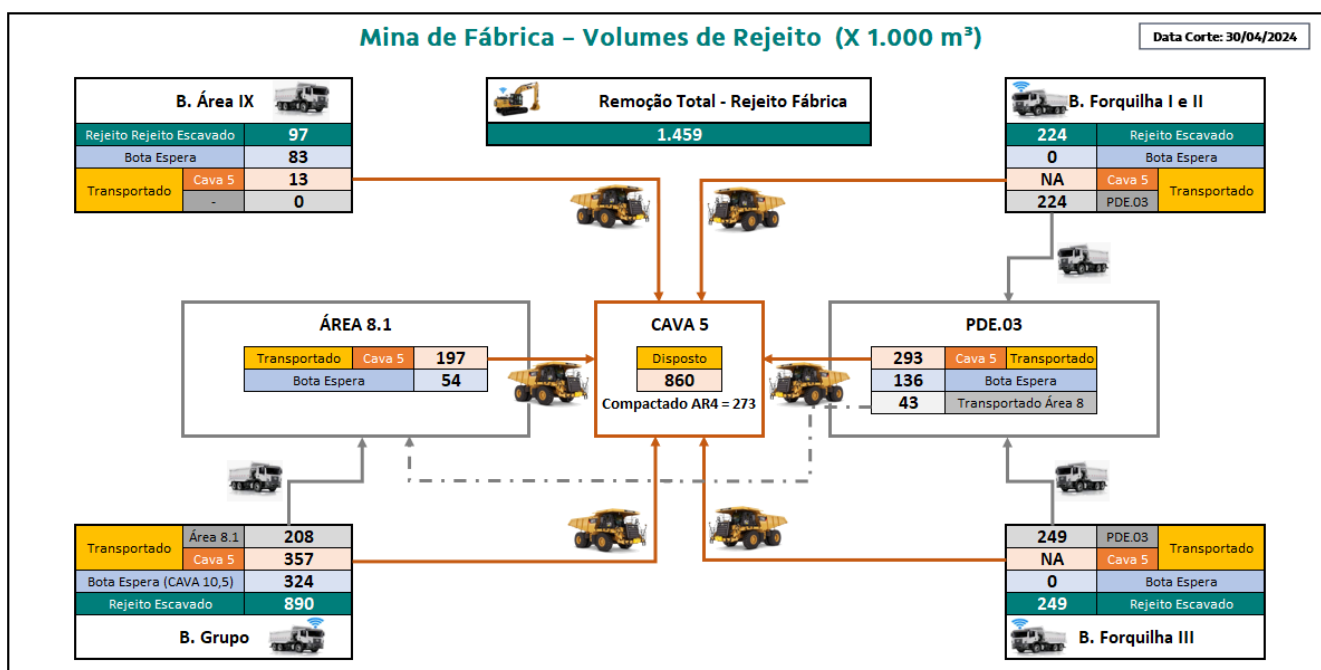 Mina de Fábrica – Volumes de Rejeito (X 1.000 m³)
Data Corte: 30/04/2024
B. Área IX
Rejeito Rejeito Escavado 97
Bota Espera 83
Transportado Cava 5 13
- 0
Remoção Total - Rejeito Fábrica
1.459
B. Forquilha I e II
224 Rejeito Escavado
0 Bota Espera
NA Cava 5 Transportado
224 PDE.03
ÁREA 8.1
Transportado Cava 5 197
Bota Espera 54
CAVA 5
Disposto
860
Compactado AR4 = 273
PDE.03
293 Cava 5 Transportado
136 Bota Espera
43 Transportado Área 8
Transportado Área 8.1 208
Cava 5 357
Bota Espera (CAVA 10,5) 324
Rejeito Escavado 890
B. Grupo
249 PDE.03 Transportado
NA Cava 5
0 Bota Espera
249 Rejeito Escavado
B. Forquilha III